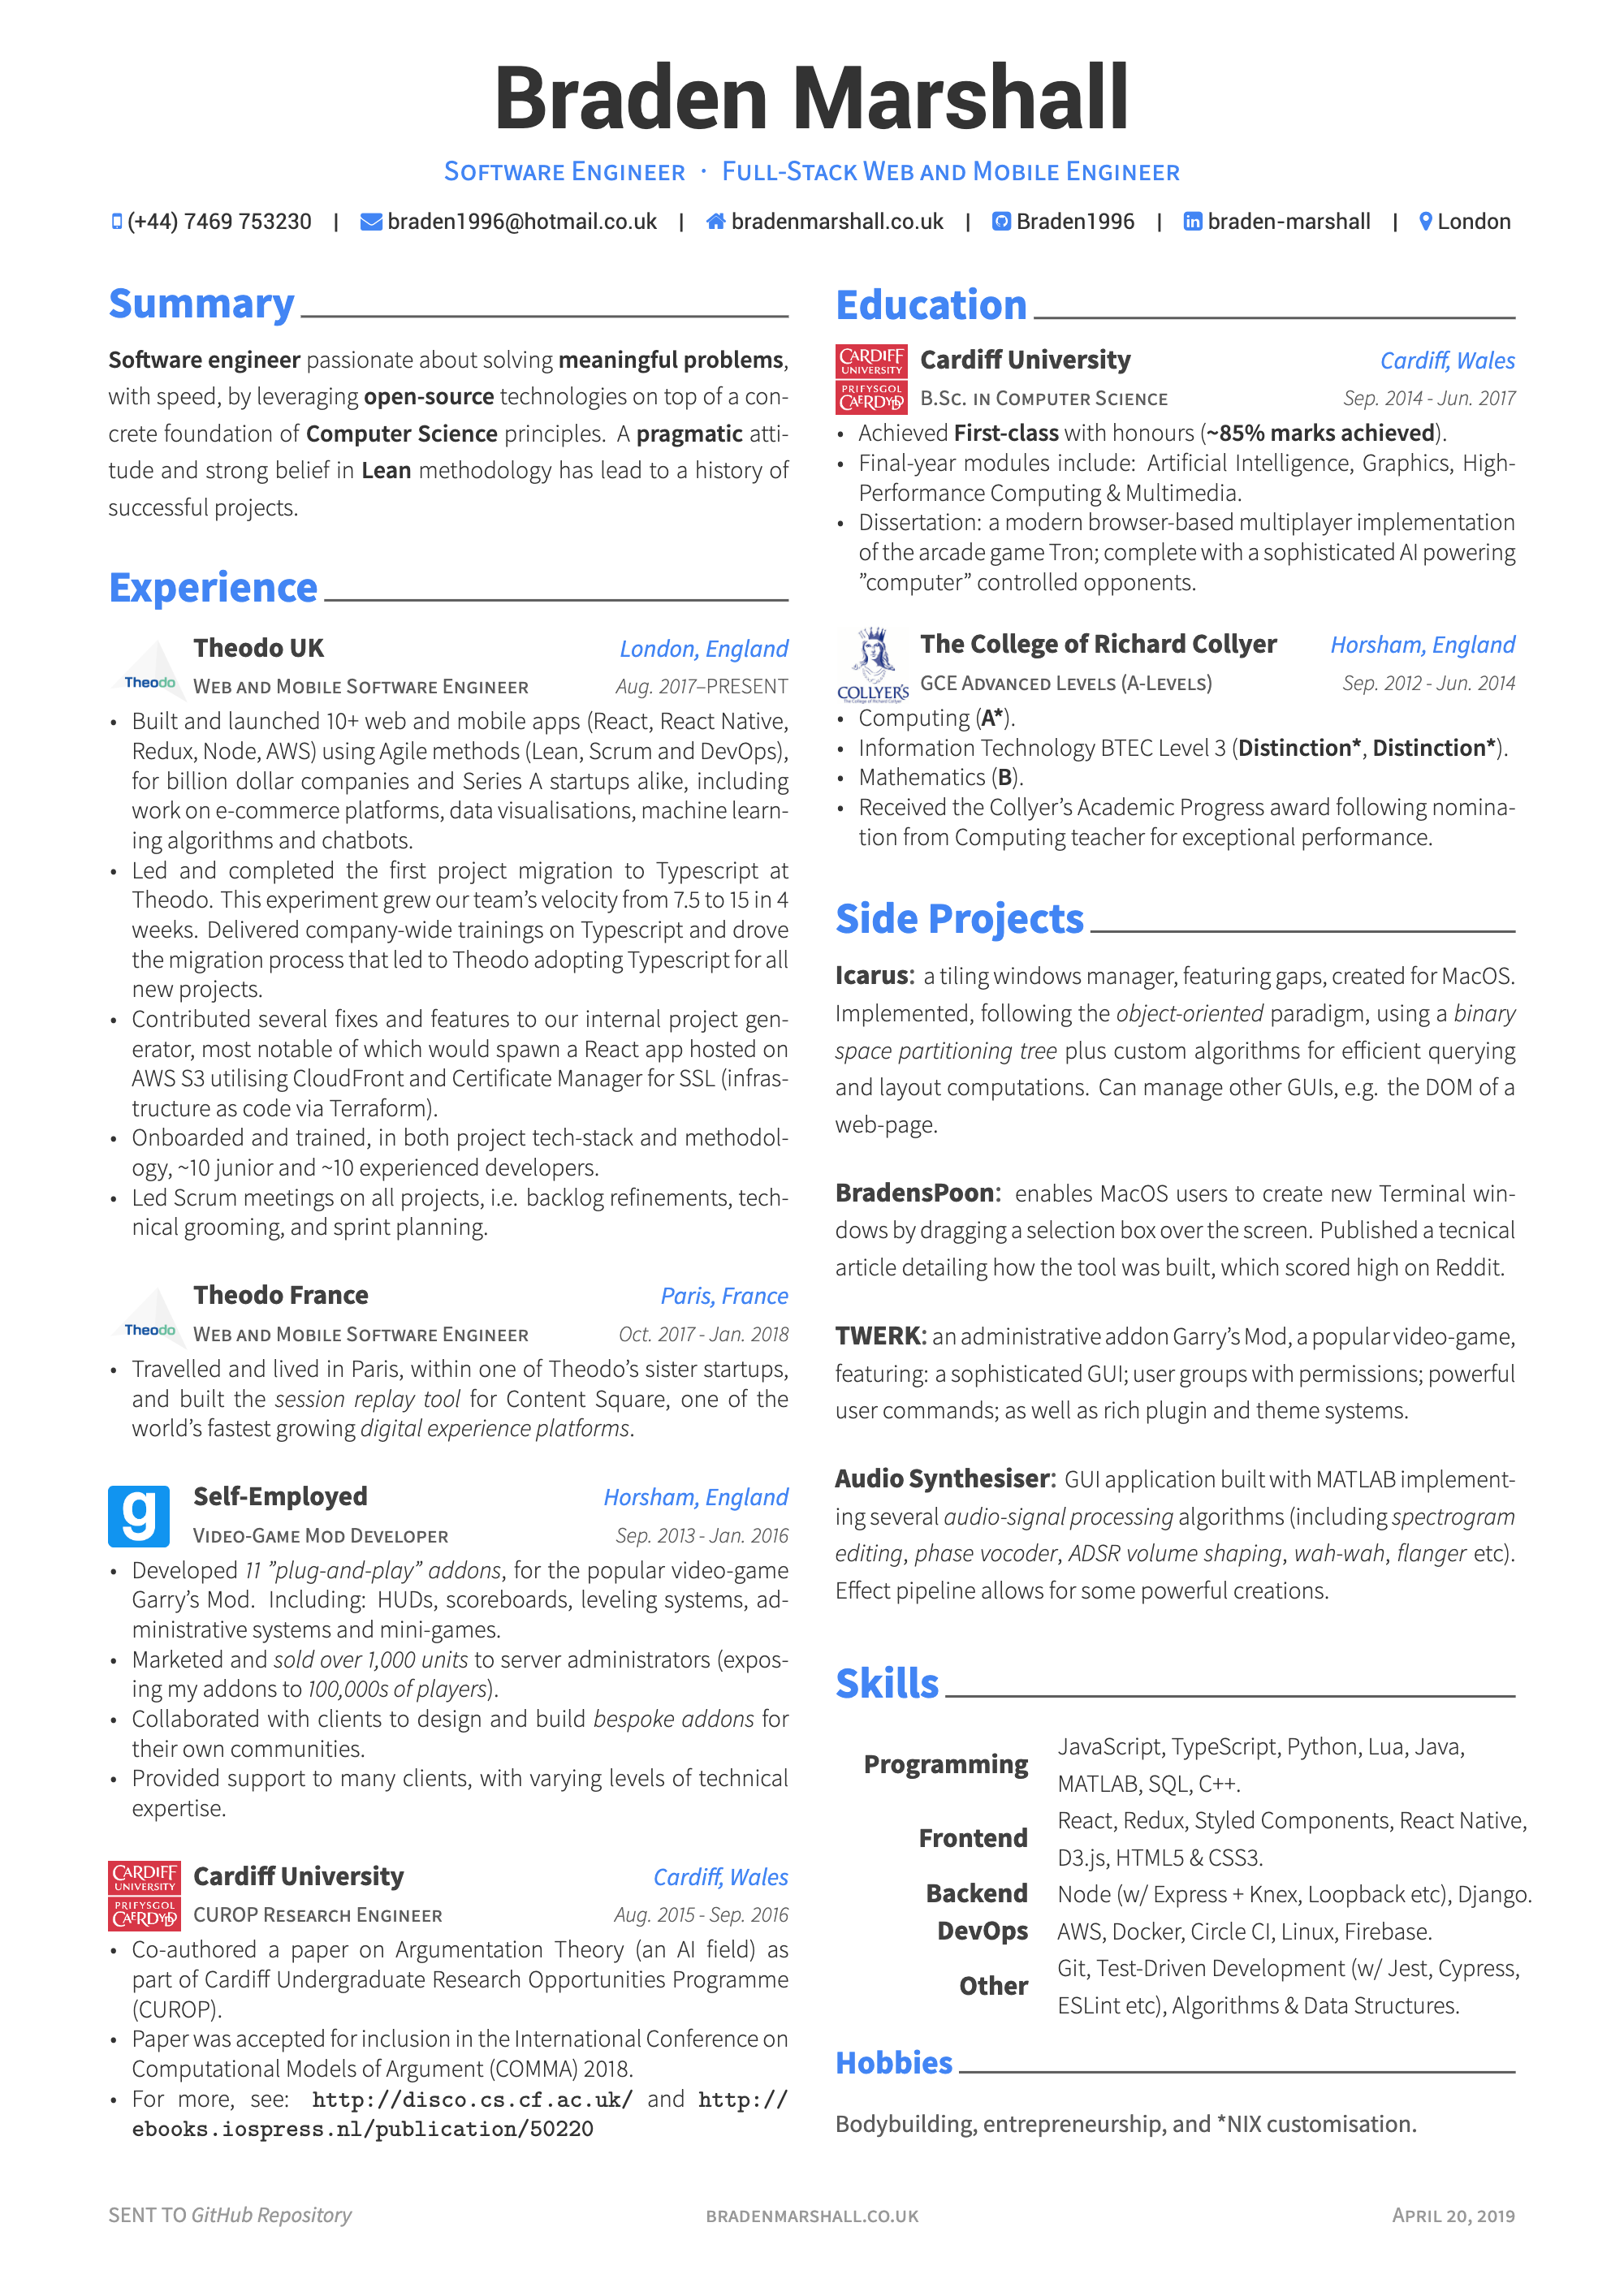 Braden Marshall
Software Engineer · Full-Stack Web and Mobile Engineer
(+44) 7469 753230 | braden1996@hotmail.co.uk | bradenmarshall.co.uk | Braden1996 | braden-marshall | London
Summary
Software engineer passionate about solving meaningful problems,
with speed, by leveraging open-source technologies on top of a con-
crete foundation of Computer Science principles. A pragmatic atti-
tude and strong belief in Lean methodology has lead to a history of
successful projects.
Experience
Theodo
Theodo UK London, England
Web and Mobile Software Engineer Aug. 2017–PRESENT
• Built and launched 10+ web and mobile apps (React, React Native,
Redux, Node, AWS) using Agile methods (Lean, Scrum and DevOps),
for billion dollar companies and Series A startups alike, including
work on e-commerce platforms, data visualisations, machine learn-
ing algorithms and chatbots.
• Led and completed the first project migration to Typescript at
Theodo. This experiment grew our team's velocity from 7.5 to 15 in 4
weeks. Delivered company-wide trainings on Typescript and drove
the migration process that led to Theodo adopting Typescript for all
new projects.
• Contributed several fixes and features to our internal project gen-
erator, most notable of which would spawn a React app hosted on
AWS S3 utilising CloudFront and Certificate Manager for SSL (infras-
tructure as code via Terraform).
• Onboarded and trained, in both project tech-stack and methodol-
ogy, ~10 junior and ~10 experienced developers.
• Led Scrum meetings on all projects, i.e. backlog refinements, tech-
nical grooming, and sprint planning.
Theodo
Theodo France Paris, France
Web and Mobile Software Engineer Oct. 2017 - Jan. 2018
• Travelled and lived in Paris, within one of Theodo's sister startups,
and built the session replay tool for Content Square, one of the
world's fastest growing digital experience platforms.
g
Self-Employed Horsham, England
Video-Game Mod Developer Sep. 2013 - Jan. 2016
• Developed 11 ”plug-and-play” addons, for the popular video-game
Garry's Mod. Including: HUDs, scoreboards, leveling systems, ad-
ministrative systems and mini-games.
• Marketed and sold over 1,000 units to server administrators (expos-
ing my addons to 100,000s of players).
• Collaborated with clients to design and build bespoke addons for
their own communities.
• Provided support to many clients, with varying levels of technical
expertise.
CARDIFF
UNIVERSITY
PRIFYSGOL
CAERDYDD
Cardiff University Cardiff, Wales
CUROP Research Engineer Aug. 2015 - Sep. 2016
• Co-authored a paper on Argumentation Theory (an AI field) as
part of Cardiff Undergraduate Research Opportunities Programme
(CUROP).
• Paper was accepted for inclusion in the International Conference on
Computational Models of Argument (COMMA) 2018.
• For more, see: http://disco.cs.cf.ac.uk/ and http://
ebooks.iospress.nl/publication/50220
Education
CARDIFF
UNIVERSITY
PRIFYSGOL
CAERDYDD
Cardiff University Cardiff, Wales
B.Sc. in Computer Science Sep. 2014 - Jun. 2017
• Achieved First-class with honours (~85% marks achieved).
• Final-year modules include: Artificial Intelligence, Graphics, High-
Performance Computing & Multimedia.
• Dissertation: a modern browser-based multiplayer implementation
of the arcade game Tron; complete with a sophisticated AI powering
”computer” controlled opponents.
COLLYER'S
The College of Richard Collyer
The College of Richard Collyer Horsham, England
GCE Advanced Levels (A-Levels) Sep. 2012 - Jun. 2014
• Computing (A*).
• Information Technology BTEC Level 3 (Distinction*, Distinction*).
• Mathematics (B).
• Received the Collyer's Academic Progress award following nomina-
tion from Computing teacher for exceptional performance.
Side Projects
Icarus: a tiling windows manager, featuring gaps, created for MacOS.
Implemented, following the object-oriented paradigm, using a binary
space partitioning tree plus custom algorithms for efficient querying
and layout computations. Can manage other GUIs, e.g. the DOM of a
web-page.
BradensPoon: enables MacOS users to create new Terminal win-
dows by dragging a selection box over the screen. Published a tecnical
article detailing how the tool was built, which scored high on Reddit.
TWERK: an administrative addon Garry's Mod, a popular video-game,
featuring: a sophisticated GUI; user groups with permissions; powerful
user commands; as well as rich plugin and theme systems.
Audio Synthesiser: GUI application built with MATLAB implement-
ing several audio-signal processing algorithms (including spectrogram
editing, phase vocoder, ADSR volume shaping, wah-wah, flanger etc).
Effect pipeline allows for some powerful creations.
Skills
Programming JavaScript, TypeScript, Python, Lua, Java,
MATLAB, SQL, C++.
Frontend React, Redux, Styled Components, React Native,
D3.js, HTML5 & CSS3.
Backend Node (w/ Express + Knex, Loopback etc), Django.
DevOps AWS, Docker, Circle CI, Linux, Firebase.
Other Git, Test-Driven Development (w/ Jest, Cypress,
ESLint etc), Algorithms & Data Structures.
Hobbies
Bodybuilding, entrepreneurship, and *NIX customisation.
SENT TO GitHub Repository bradenmarshall.co.uk April 20, 2019